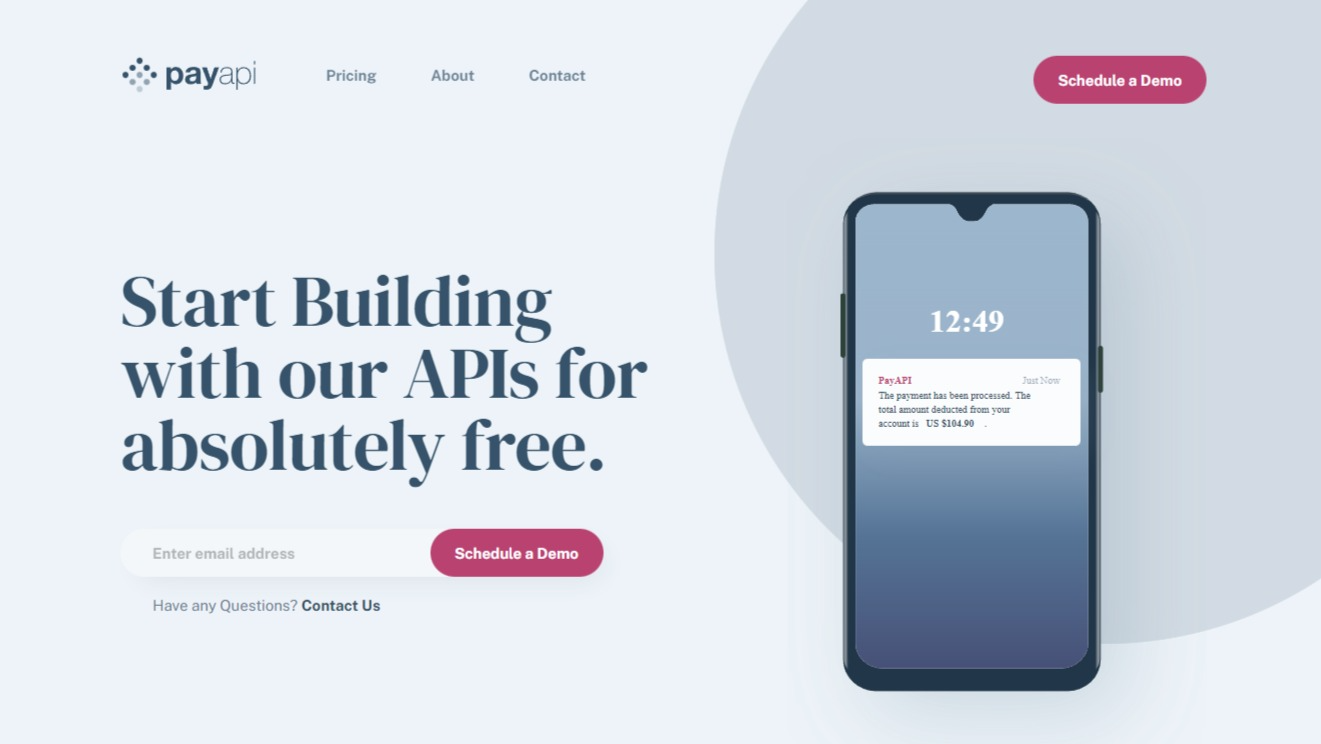 payapi
Pricing
About
Contact
Schedule a Demo
Start Building
with our APIs for
absolutely free.
Enter email address
Schedule a Demo
Have any Questions? Contact Us
12:49
PayAPI
Just Now
The payment has been processed. The
total amount deducted from your
account is US $104.90 .